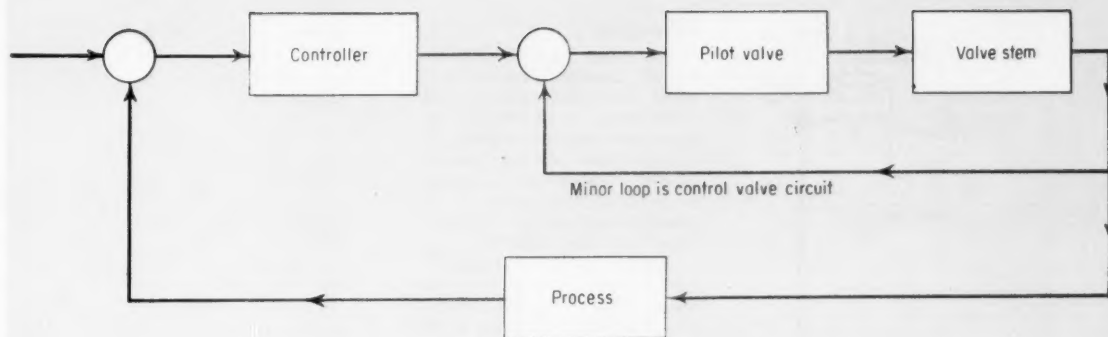 Controller
Pilot valve
Valve stem
Minor loop is control valve circuit
Process